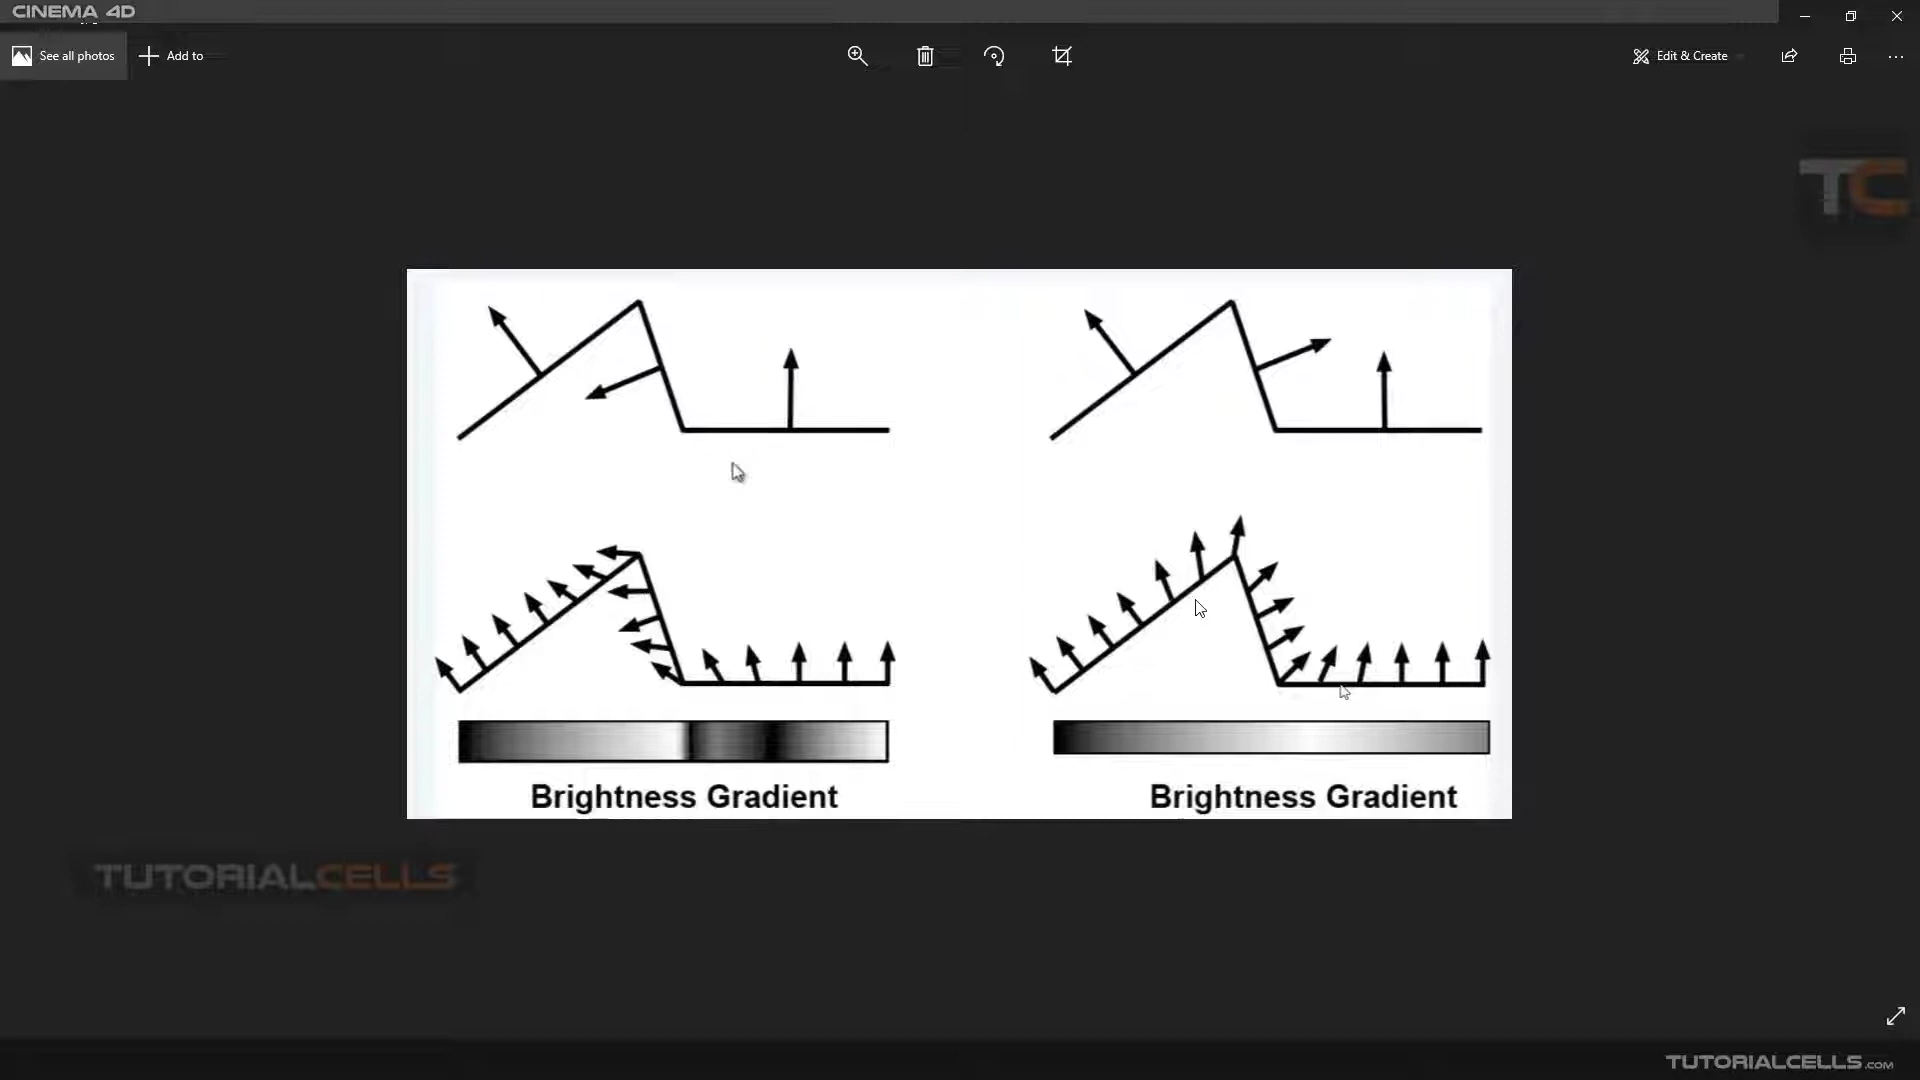 CINEMA 4D
See all photos
Add to
Edit & Create
TC
Brightness Gradient
Brightness Gradient
TUTORIALCELLS
TUTORIALCELLS.COM